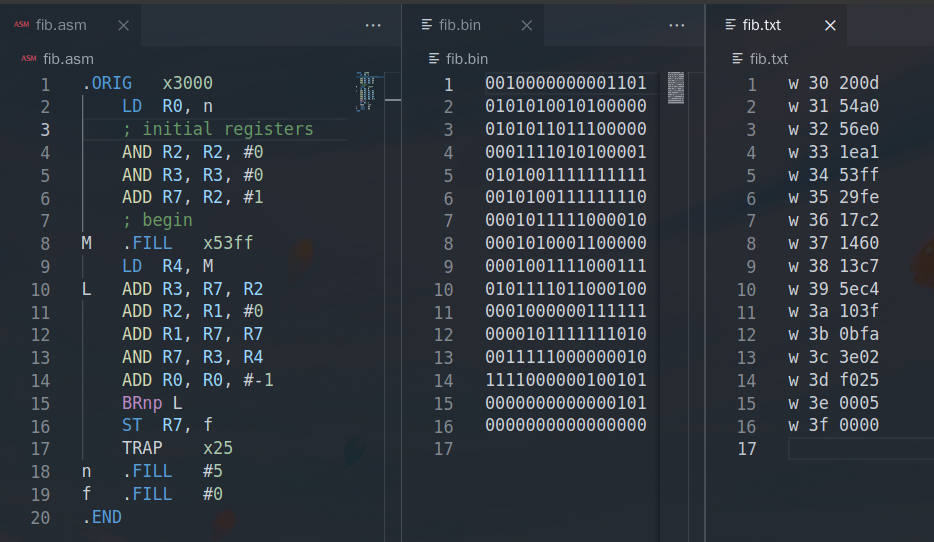 ASM fib.asm
ASM fib.asm
1 .ORIG x3000
2 LD R0, n
3 ; initial registers
4 AND R2, R2, #0
5 AND R3, R3, #0
6 ADD R7, R2, #1
7 ; begin
8 M .FILL x53ff
9 LD R4, M
10 L ADD R3, R7, R2
11 ADD R2, R1, #0
12 ADD R1, R7, R7
13 AND R7, R3, R4
14 ADD R0, R0, #-1
15 BRnp L
16 ST R7, f
17 TRAP x25
18 n .FILL #5
19 f .FILL #0
20 .END
fib.bin
fib.bin
1 0010000000001101
2 0101010010100000
3 0101011011100000
4 0001111010100001
5 0101001111111111
6 0010100111111110
7 0001011111000010
8 0001010001100000
9 0001001111000111
10 0101111011000100
11 0001000000111111
12 0000101111111010
13 0011111000000010
14 1111000000100101
15 0000000000000101
16 0000000000000000
17
fib.txt
fib.txt
1 w 30 200d
2 w 31 54a0
3 w 32 56e0
4 w 33 1ea1
5 w 34 53ff
6 w 35 29fe
7 w 36 17c2
8 w 37 1460
9 w 38 13c7
10 w 39 5ec4
11 w 3a 103f
12 w 3b 0bfa
13 w 3c 3e02
14 w 3d f025
15 w 3e 0005
16 w 3f 0000
17